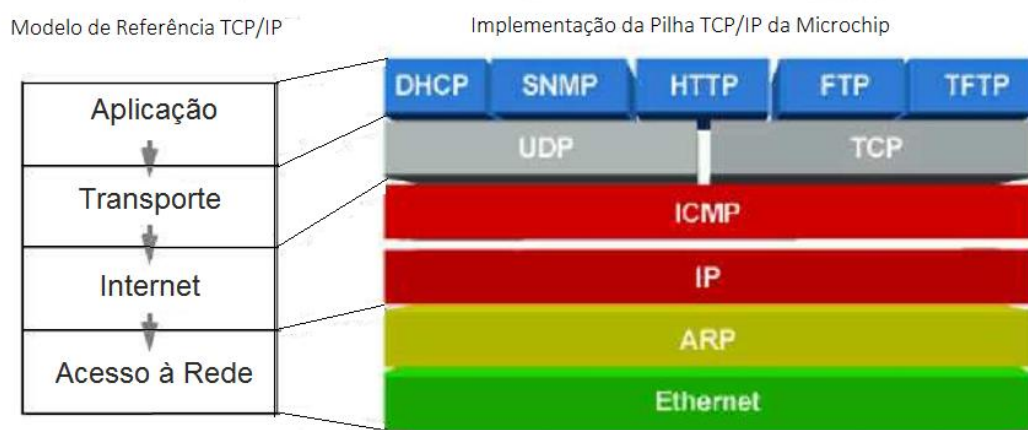 Modelo de Referência TCP/IP
Implementação da Pilha TCP/IP da Microchip
Aplicação
Transporte
Internet
Acesso à Rede
DHCP SNMP HTTP FTP TFTP
UDP TCP
ICMP
IP
ARP
Ethernet